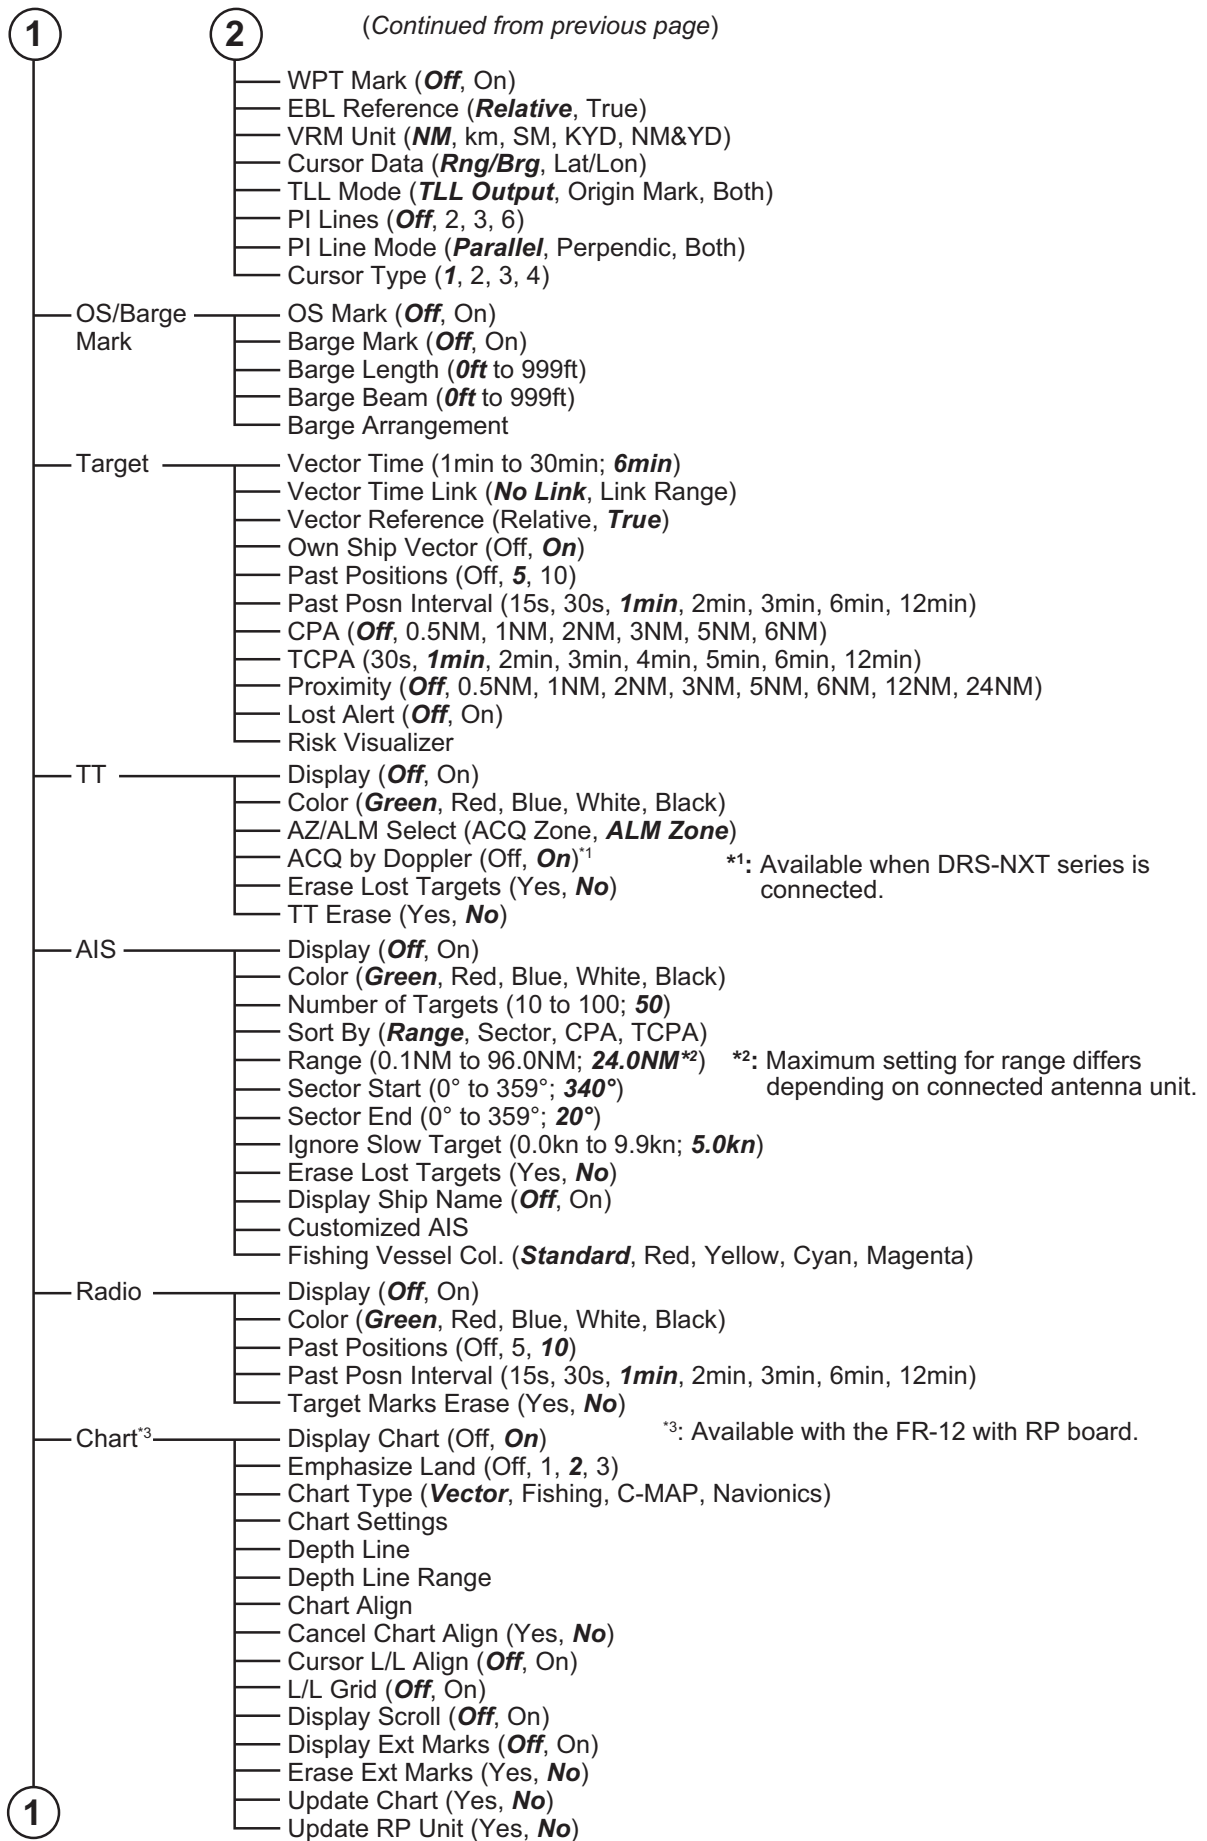 1
2
(Continued from previous page)
WPT Mark (Off, On)
EBL Reference (Relative, True)
VRM Unit (NM, km, SM, KYD, NM&YD)
Cursor Data (Rng/Brg, Lat/Lon)
TLL Mode (TLL Output, Origin Mark, Both)
PI Lines (Off, 2, 3, 6)
PI Line Mode (Parallel, Perpendic, Both)
Cursor Type (1, 2, 3, 4)
OS/Barge
Mark
OS Mark (Off, On)
Barge Mark (Off, On)
Barge Length (0ft to 999ft)
Barge Beam (0ft to 999ft)
Barge Arrangement
Target
Vector Time (1min to 30min; 6min)
Vector Time Link (No Link, Link Range)
Vector Reference (Relative, True)
Own Ship Vector (Off, On)
Past Positions (Off, 5, 10)
Past Posn Interval (15s, 30s, 1min, 2min, 3min, 6min, 12min)
CPA (Off, 0.5NM, 1NM, 2NM, 3NM, 5NM, 6NM)
TCPA (30s, 1min, 2min, 3min, 4min, 5min, 6min, 12min)
Proximity (Off, 0.5NM, 1NM, 2NM, 3NM, 5NM, 6NM, 12NM, 24NM)
Lost Alert (Off, On)
Risk Visualizer
TT
Display (Off, On)
Color (Green, Red, Blue, White, Black)
AZ/ALM Select (ACQ Zone, ALM Zone)
ACQ by Doppler (Off, On)*1
Erase Lost Targets (Yes, No)
TT Erase (Yes, No)
*1: Available when DRS-NXT series is
connected.
AIS
Display (Off, On)
Color (Green, Red, Blue, White, Black)
Number of Targets (10 to 100; 50)
Sort By (Range, Sector, CPA, TCPA)
Range (0.1NM to 96.0NM; 24.0NM*2)
Sector Start (0° to 359°; 340°)
Sector End (0° to 359°; 20°)
Ignore Slow Target (0.0kn to 9.9kn; 5.0kn)
Erase Lost Targets (Yes, No)
Display Ship Name (Off, On)
Customized AIS
Fishing Vessel Col. (Standard, Red, Yellow, Cyan, Magenta)
*2: Maximum setting for range differs
depending on connected antenna unit.
Radio
Display (Off, On)
Color (Green, Red, Blue, White, Black)
Past Positions (Off, 5, 10)
Past Posn Interval (15s, 30s, 1min, 2min, 3min, 6min, 12min)
Target Marks Erase (Yes, No)
Chart*3
*3: Available with the FR-12 with RP board.
Display Chart (Off, On)
Emphasize Land (Off, 1, 2, 3)
Chart Type (Vector, Fishing, C-MAP, Navionics)
Chart Settings
Depth Line
Depth Line Range
Chart Align
Cancel Chart Align (Yes, No)
Cursor L/L Align (Off, On)
L/L Grid (Off, On)
Display Scroll (Off, On)
Display Ext Marks (Off, On)
Erase Ext Marks (Yes, No)
Update Chart (Yes, No)
Update RP Unit (Yes, No)
1